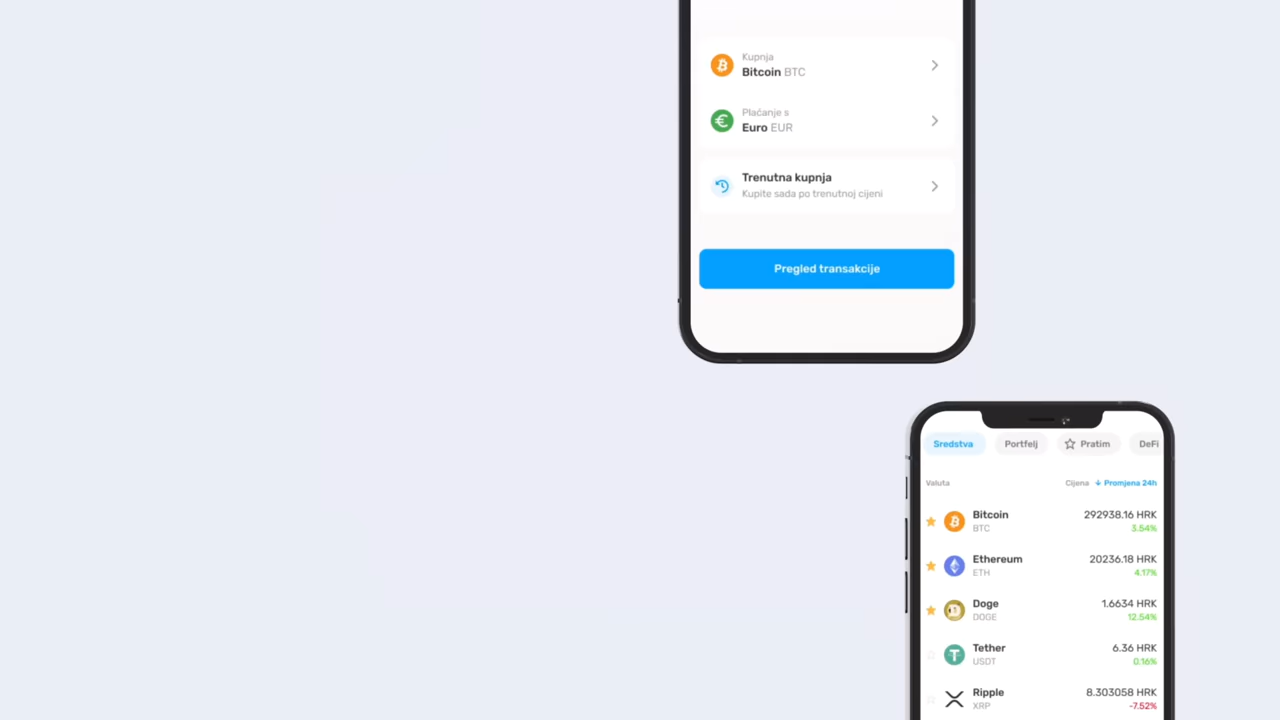 Kupnja
Bitcoin BTC
Plaćanje s
Euro EUR
Trenutna kupnja
Kupite sada po trenutnoj cijeni
Pregled transakcije
Sredstva Portfelj Pratim DeFi
Valuta Cijena ↓ Promjena 24h
Bitcoin 292938.16 HRK
BTC 3.54%
Ethereum 20236.18 HRK
ETH 4.17%
Doge 1.6634 HRK
DOGE 12.54%
Tether 6.36 HRK
USDT 0.16%
Ripple 8.303058 HRK
XRP -7.52%